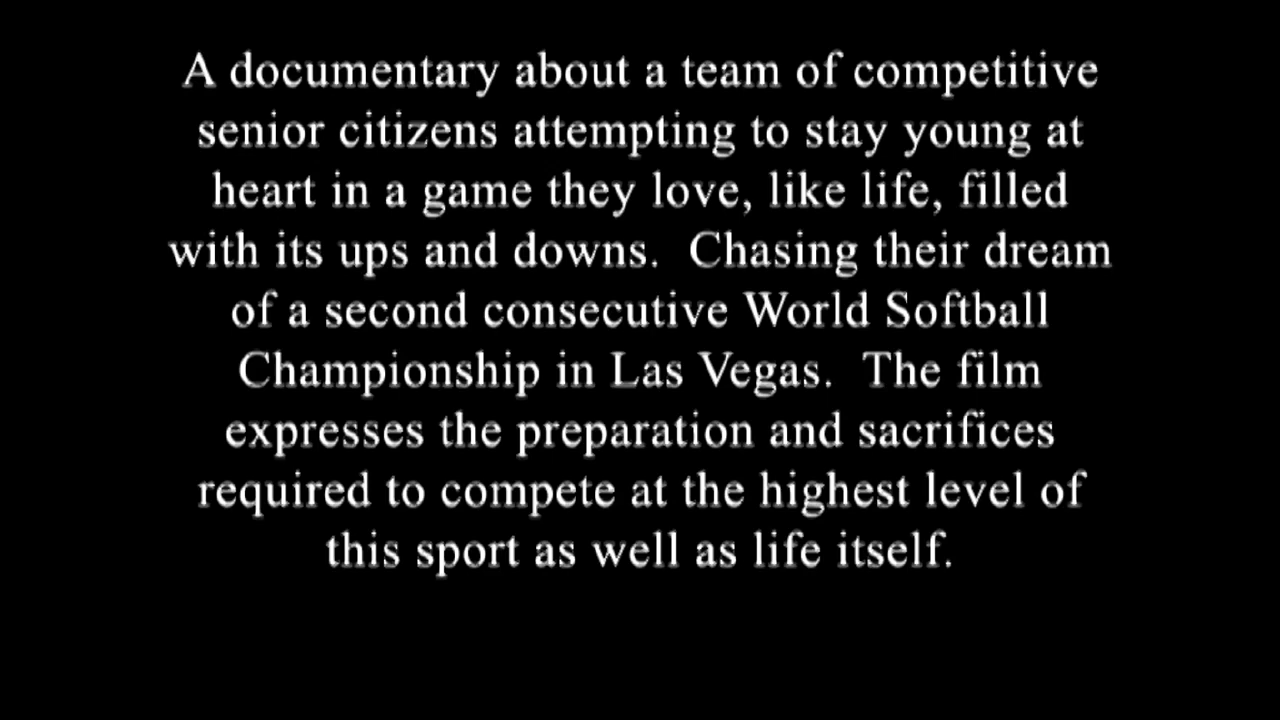 A documentary about a team of competitive
senior citizens attempting to stay young at
heart in a game they love, like life, filled
with its ups and downs.  Chasing their dream
of a second consecutive World Softball
Championship in Las Vegas.  The film
expresses the preparation and sacrifices
required to compete at the highest level of
this sport as well as life itself.